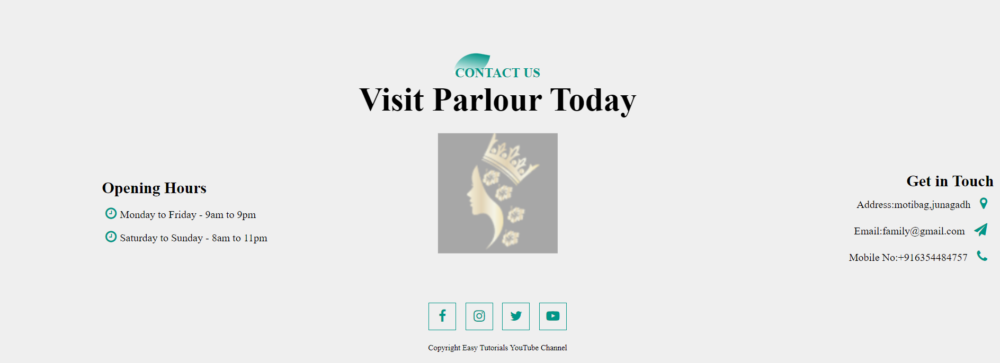 CONTACT US
Visit Parlour Today
Opening Hours
Monday to Friday - 9am to 9pm
Saturday to Sunday - 8am to 11pm
Get in Touch
Address:motibag,junagadh
Email:family@gmail.com
Mobile No:+916354484757
Copyright Easy Tutorials YouTube Channel